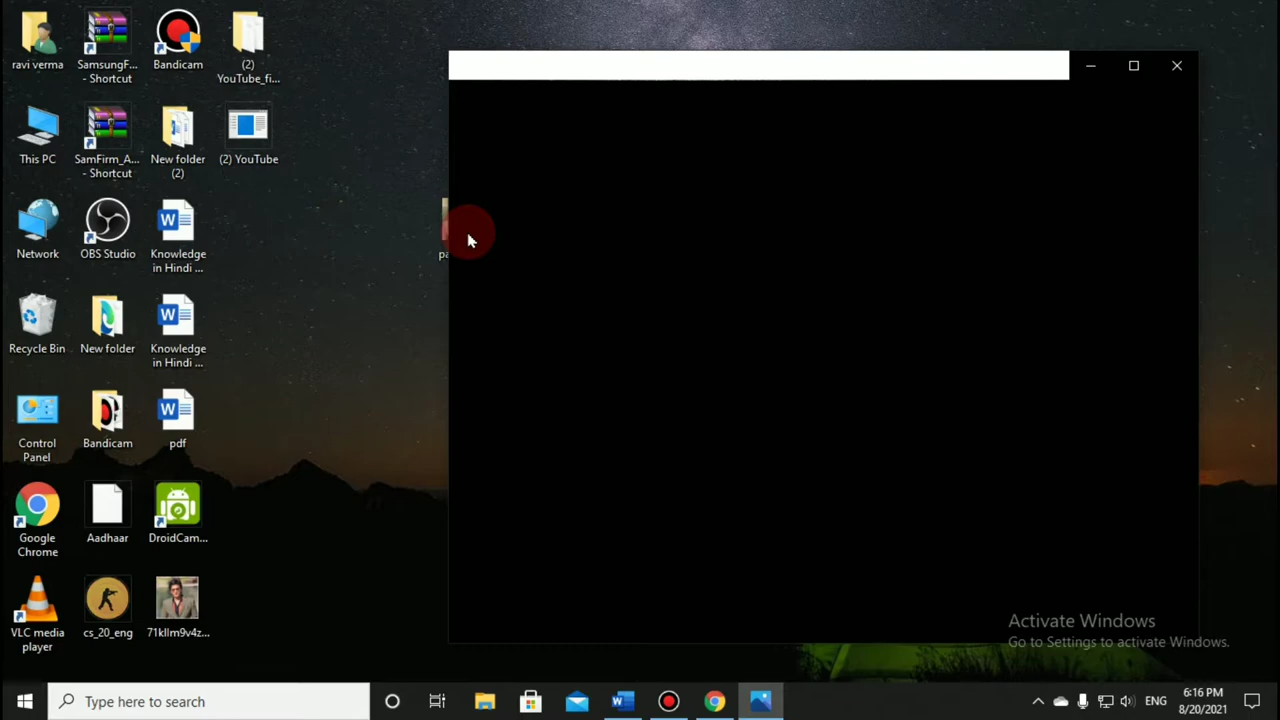 ravi verma
SamsungF...
- Shortcut
Bandicam
(2)
YouTube_fi...
This PC
SamFirm_A...
- Shortcut
New folder
(2)
(2) YouTube
Network
OBS Studio
Knowledge
in Hindi ...
pa
Recycle Bin
New folder
Knowledge
in Hindi ...
Control
Panel
Bandicam
pdf
Google
Chrome
Aadhaar
DroidCam...
VLC media
player
cs_20_eng
71kllm9v4z...
Activate Windows
Go to Settings to activate Windows.
Type here to search
ENG
6:16 PM
8/20/2021